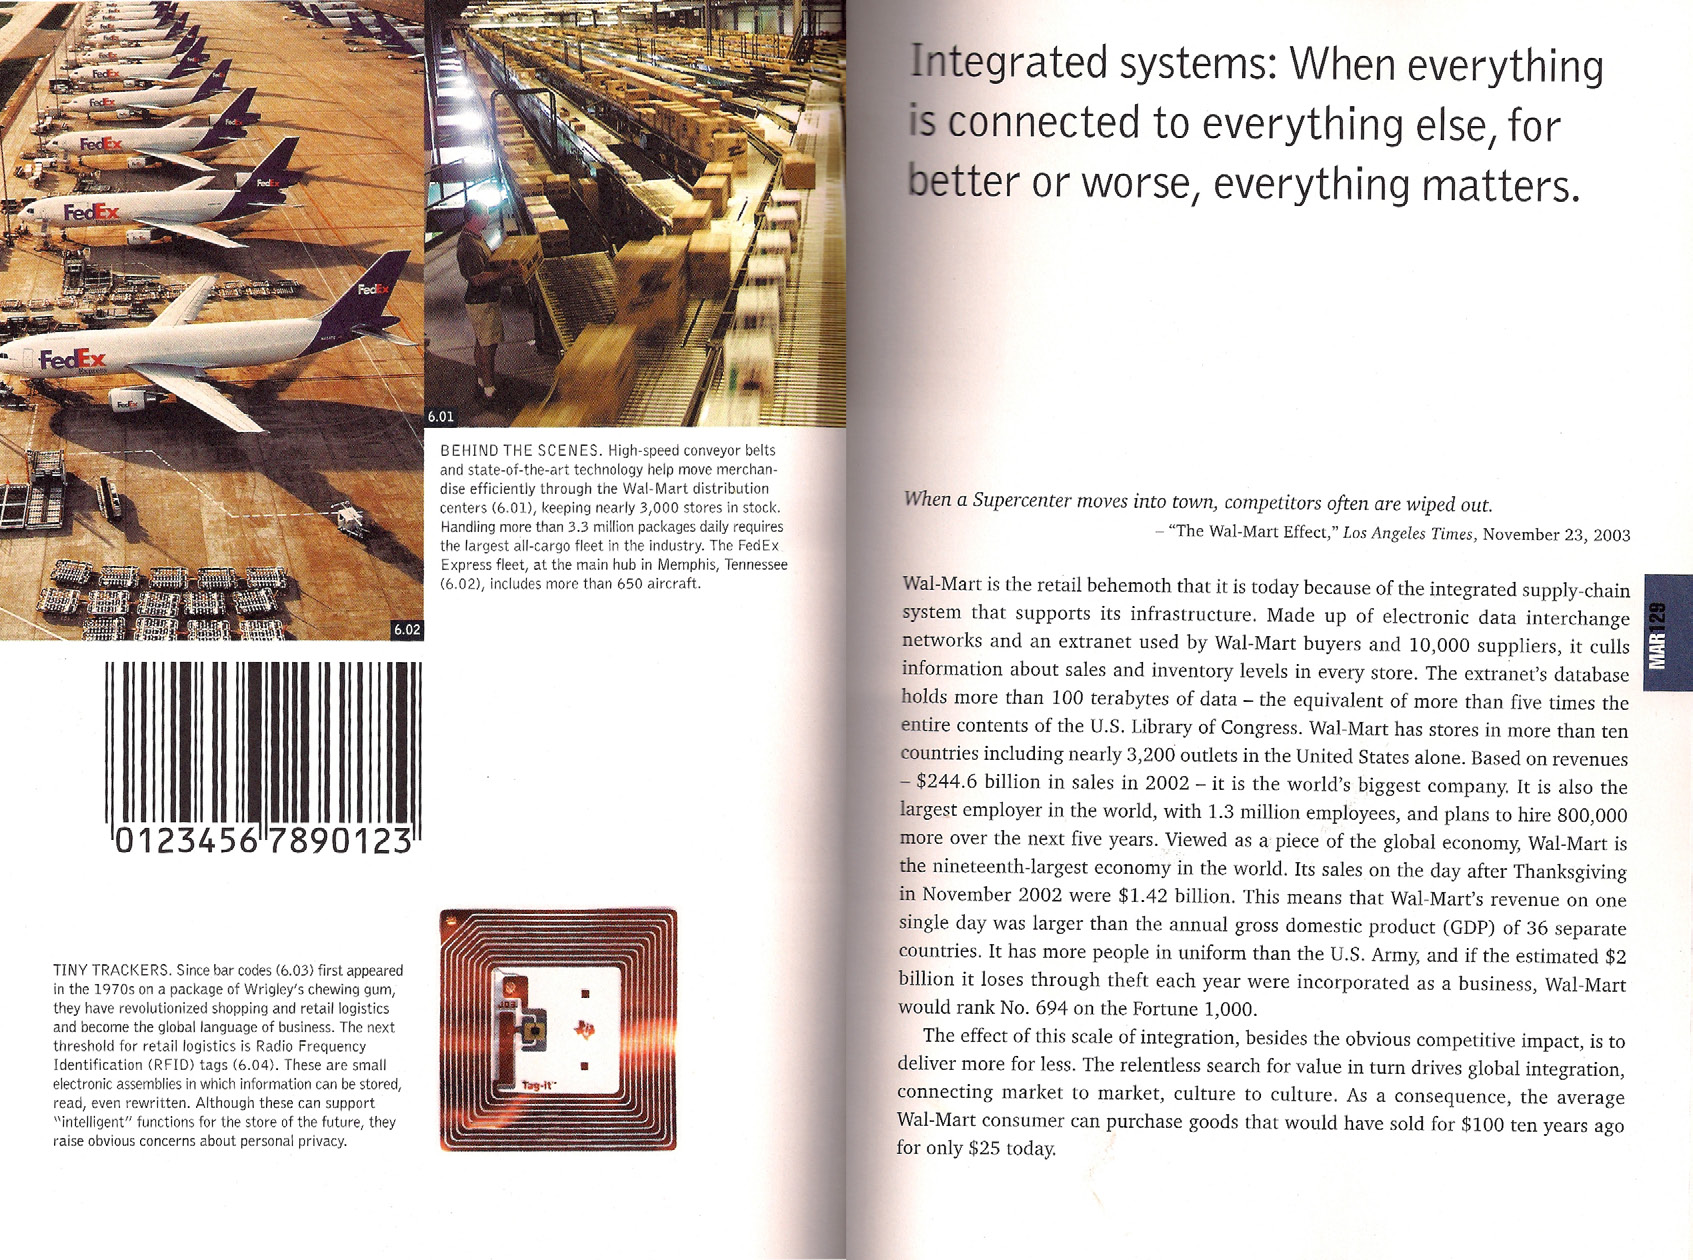 FedEx
FedEx
FedEx
FedEx
FedEx
FedEx
FedEx
FedEx
Express
FedEx
FedEx
Express
FedEx
6.01
6.02
BEHIND THE SCENES. High-speed conveyor belts
and state-of-the-art technology help move merchan-
dise efficiently through the Wal-Mart distribution
centers (6.01), keeping nearly 3,000 stores in stock.
Handling more than 3.3 million packages daily requires
the largest all-cargo fleet in the industry. The FedEx
Express fleet, at the main hub in Memphis, Tennessee
(6.02), includes more than 650 aircraft.
0123456 7890123
TINY TRACKERS. Since bar codes (6.03) first appeared
in the 1970s on a package of Wrigley's chewing gum,
they have revolutionized shopping and retail logistics
and become the global language of business. The next
threshold for retail logistics is Radio Frequency
Identification (RFID) tags (6.04). These are small
electronic assemblies in which information can be stored,
read, even rewritten. Although these can support
"intelligent" functions for the store of the future, they
raise obvious concerns about personal privacy.
Tag-it™
Integrated systems: When everything
is connected to everything else, for
better or worse, everything matters.
When a Supercenter moves into town, competitors often are wiped out.
– “The Wal-Mart Effect,” Los Angeles Times, November 23, 2003
Wal-Mart is the retail behemoth that it is today because of the integrated supply-chain
system that supports its infrastructure. Made up of electronic data interchange
networks and an extranet used by Wal-Mart buyers and 10,000 suppliers, it culls
information about sales and inventory levels in every store. The extranet’s database
holds more than 100 terabytes of data – the equivalent of more than five times the
entire contents of the U.S. Library of Congress. Wal-Mart has stores in more than ten
countries including nearly 3,200 outlets in the United States alone. Based on revenues
– $244.6 billion in sales in 2002 – it is the world’s biggest company. It is also the
largest employer in the world, with 1.3 million employees, and plans to hire 800,000
more over the next five years. Viewed as a piece of the global economy, Wal-Mart is
the nineteenth-largest economy in the world. Its sales on the day after Thanksgiving
in November 2002 were $1.42 billion. This means that Wal-Mart’s revenue on one
single day was larger than the annual gross domestic product (GDP) of 36 separate
countries. It has more people in uniform than the U.S. Army, and if the estimated $2
billion it loses through theft each year were incorporated as a business, Wal-Mart
would rank No. 694 on the Fortune 1,000.
The effect of this scale of integration, besides the obvious competitive impact, is to
deliver more for less. The relentless search for value in turn drives global integration,
connecting market to market, culture to culture. As a consequence, the average
Wal-Mart consumer can purchase goods that would have sold for $100 ten years ago
for only $25 today.
MAR129